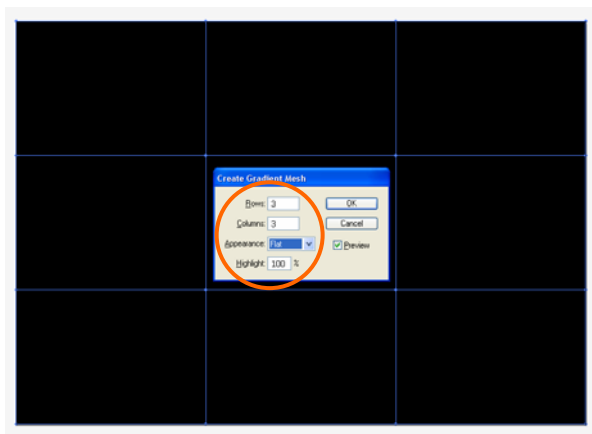 Create Gradient Mesh
Rows: 3
OK
Columns: 3
Cancel
Appearance: Flat
Preview
Highlight: 100 %